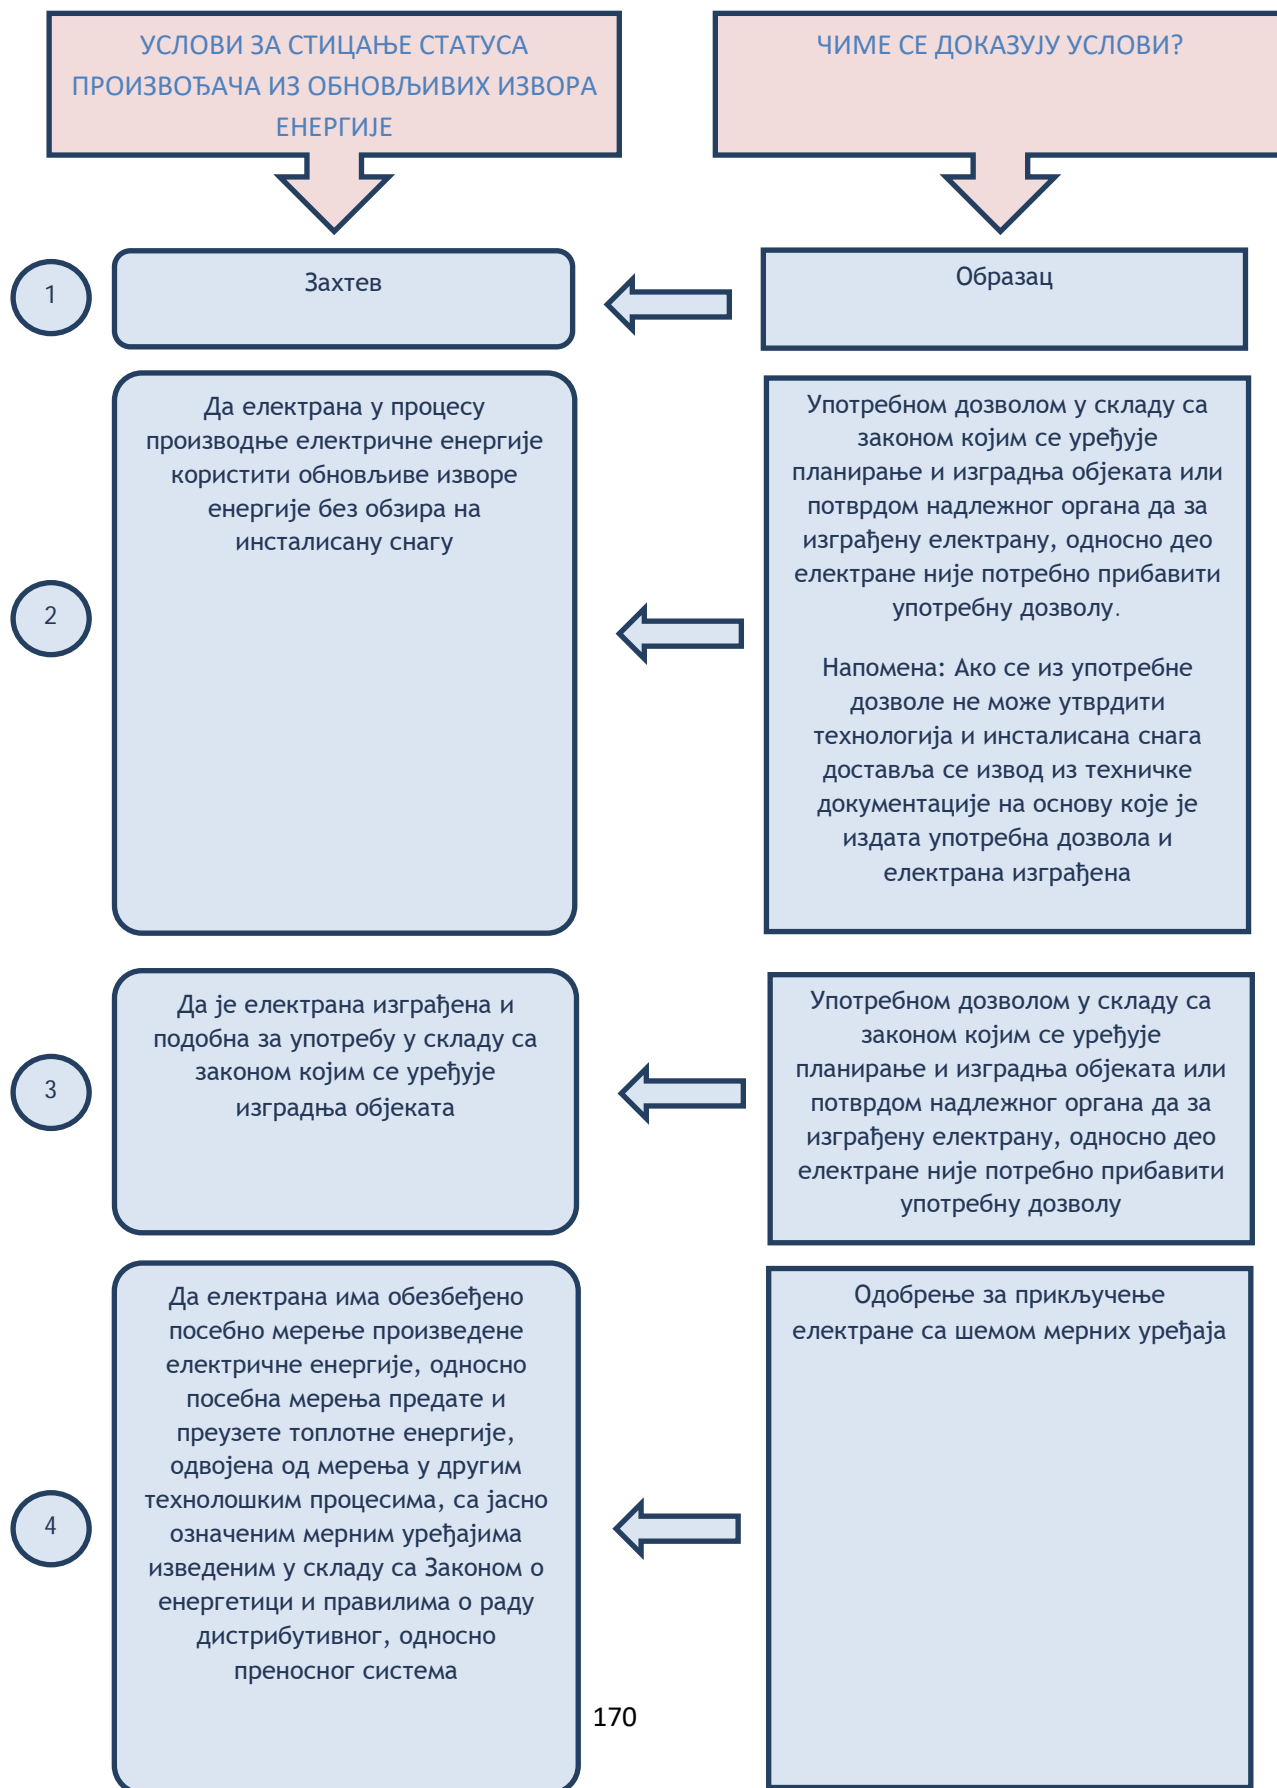 УСЛОВИ ЗА СТИЦАЊЕ СТАТУСА
ПРОИЗВОЂАЧА ИЗ ОБНОВЉИВИХ ИЗВОРА
ЕНЕРГИЈЕ
ЧИМЕ СЕ ДОКАЗУЈУ УСЛОВИ?
1
Захтев
Образац
2
Да електрана у процесу
производње електричне енергије
користити обновљиве изворе
енергије без обзира на
инсталисану снагу
Употребном дозволом у складу са
законом којим се уређује
планирање и изградња објеката или
потврдом надлежног органа да за
изграђену електрану, односно део
електране није потребно прибавити
употребну дозволу.
Напомена: Ако се из употребне
дозволе не може утврдити
технологија и инсталисана снага
доставља се извод из техничке
документације на основу које је
издата употребна дозвола и
електрана изграђена
3
Да је електрана изграђена и
подобна за употребу у складу са
законом којим се уређује
изградња објеката
Употребном дозволом у складу са
законом којим се уређује
планирање и изградња објеката или
потврдом надлежног органа да за
изграђену електрану, односно део
електране није потребно прибавити
употребну дозволу
4
Да електрана има обезбеђено
посебно мерење произведене
електричне енергије, односно
посебна мерења предате и
преузете топлотне енергије,
одвојена од мерења у другим
технолошким процесима, са јасно
означеним мерним уређајима
изведеним у складу са Законом о
енергетици и правилима о раду
дистрибутивног, односно
преносног система
Одобрење за прикључење
електране са шемом мерних уређаја
170